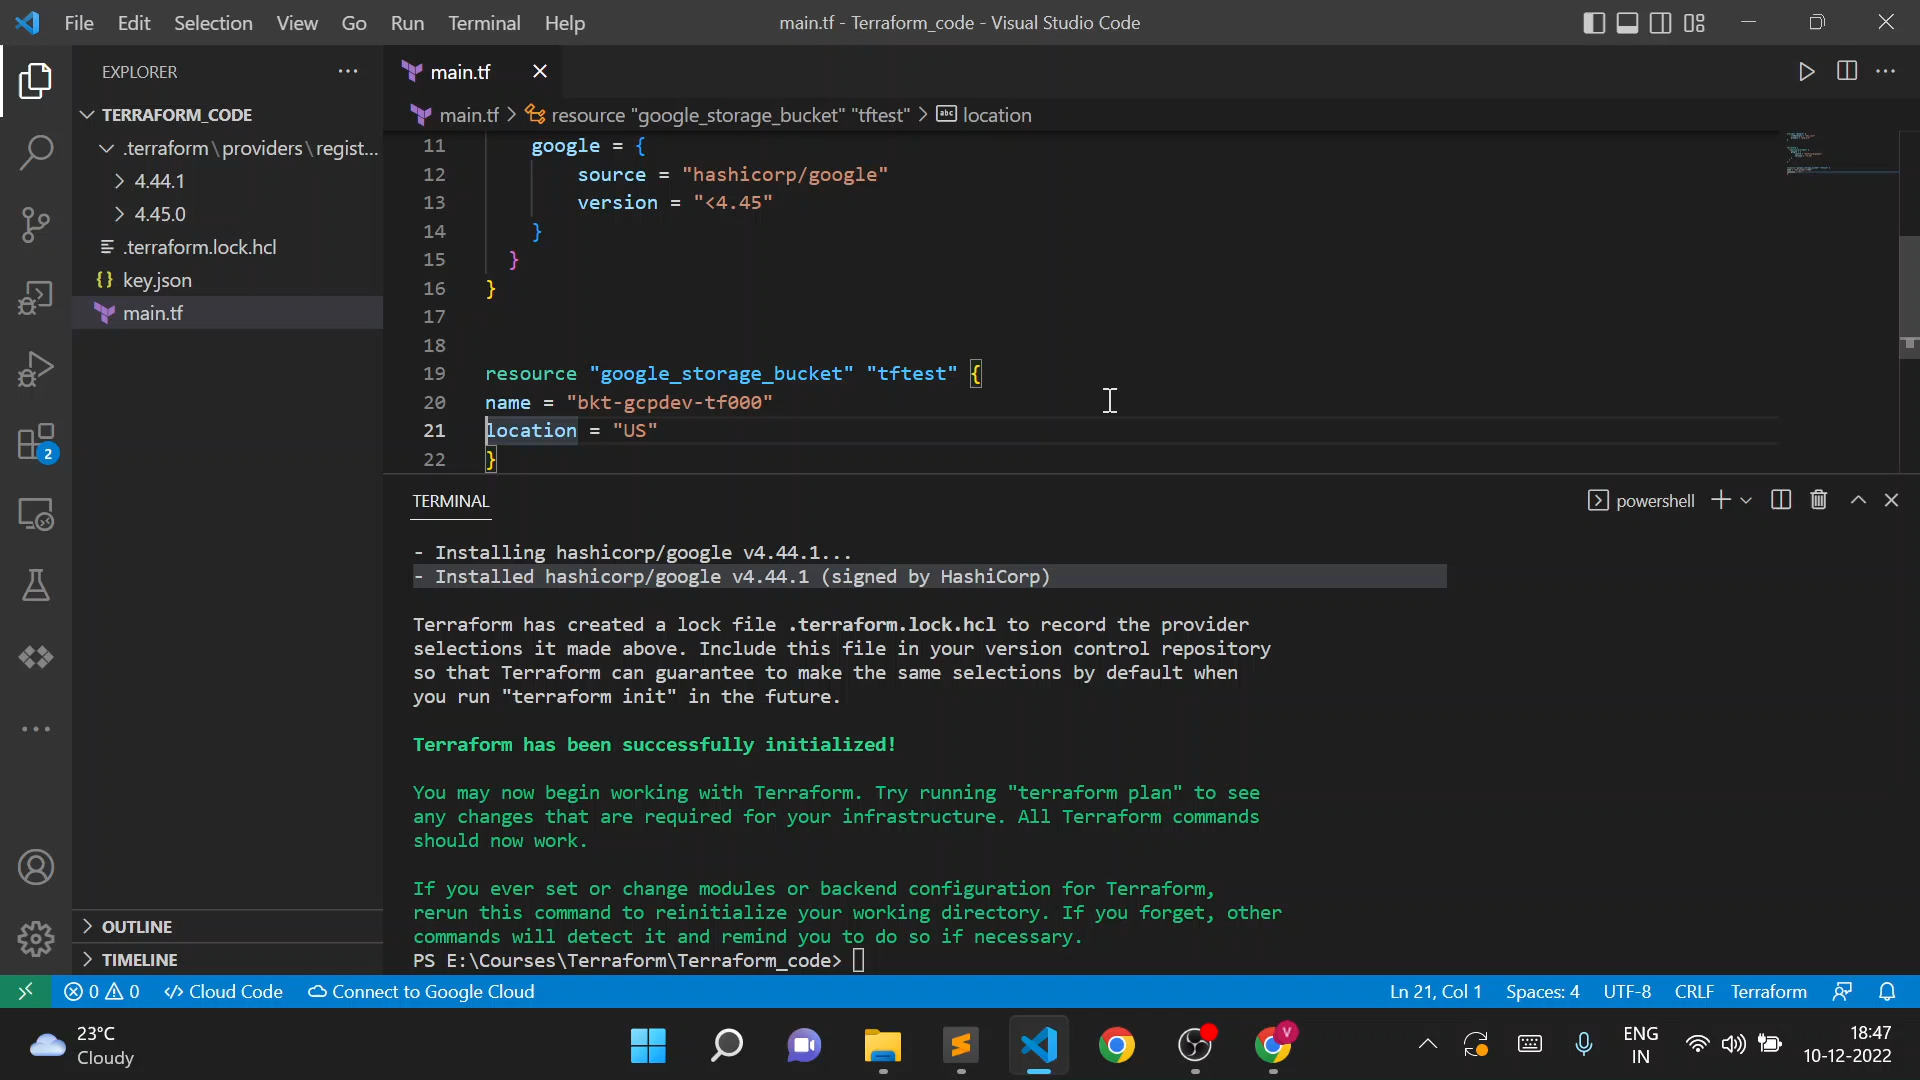 File Edit Selection View Go Run Terminal Help
main.tf - Terraform_code - Visual Studio Code
EXPLORER
main.tf
TERRAFORM_CODE
main.tf > resource "google_storage_bucket" "tftest" > abc location
.terraform\providers\regist...
4.44.1
4.45.0
.terraform.lock.hcl
{} key.json
main.tf
11 google = {
12 source = "hashicorp/google"
13 version = "<4.45"
14 }
15 }
16 }
17
18
19 resource "google_storage_bucket" "tftest" {
20 name = "bkt-gcpdev-tf000"
21 location = "US"
22 }
2
TERMINAL
powershell
- Installing hashicorp/google v4.44.1...
- Installed hashicorp/google v4.44.1 (signed by HashiCorp)
Terraform has created a lock file .terraform.lock.hcl to record the provider
selections it made above. Include this file in your version control repository
so that Terraform can guarantee to make the same selections by default when
you run "terraform init" in the future.
Terraform has been successfully initialized!
You may now begin working with Terraform. Try running "terraform plan" to see
any changes that are required for your infrastructure. All Terraform commands
should now work.
If you ever set or change modules or backend configuration for Terraform,
rerun this command to reinitialize your working directory. If you forget, other
commands will detect it and remind you to do so if necessary.
PS E:\Courses\Terraform\Terraform_code>
OUTLINE
TIMELINE
0 0 Cloud Code Connect to Google Cloud
Ln 21, Col 1 Spaces: 4 UTF-8 CRLF Terraform
23°C
Cloudy
V
ENG
IN
18:47
10-12-2022